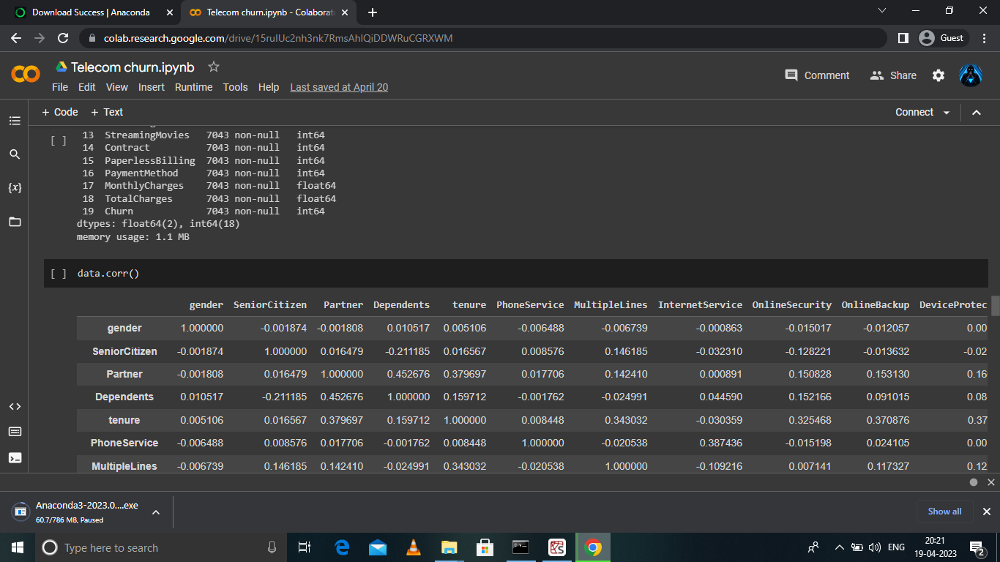 Download Success | Anaconda
Telecom churn.ipynb - Colaborat
colab.research.google.com/drive/15rulUc2nh3nk7RmsAhlQiDDWRuCGRXWM
Guest
Telecom churn.ipynb
Comment Share
File Edit View Insert Runtime Tools Help Last saved at April 20
+ Code + Text Connect
[ ]
13 StreamingMovies 7043 non-null int64
14 Contract 7043 non-null int64
15 PaperlessBilling 7043 non-null int64
16 PaymentMethod 7043 non-null int64
17 MonthlyCharges 7043 non-null float64
18 TotalCharges 7043 non-null float64
19 Churn 7043 non-null int64
dtypes: float64(2), int64(18)
memory usage: 1.1 MB
[ ] data.corr()
gender SeniorCitizen Partner Dependents tenure PhoneService MultipleLines InternetService OnlineSecurity OnlineBackup DeviceProtec
gender 1.000000 -0.001874 -0.001808 0.010517 0.005106 -0.006488 -0.006739 -0.000863 -0.015017 -0.012057 0.00
SeniorCitizen -0.001874 1.000000 0.016479 -0.211185 0.016567 0.008576 0.146185 -0.032310 -0.128221 -0.013632 -0.02
Partner -0.001808 0.016479 1.000000 0.452676 0.379697 0.017706 0.142410 0.000891 0.150828 0.153130 0.16
Dependents 0.010517 -0.211185 0.452676 1.000000 0.159712 -0.001762 -0.024991 0.044590 0.152166 0.091015 0.08
tenure 0.005106 0.016567 0.379697 0.159712 1.000000 0.008448 0.343032 -0.030359 0.325468 0.370876 0.37
PhoneService -0.006488 0.008576 0.017706 -0.001762 0.008448 1.000000 -0.020538 0.387436 -0.015198 0.024105 0.00
MultipleLines -0.006739 0.146185 0.142410 -0.024991 0.343032 -0.020538 1.000000 -0.109216 0.007141 0.117327 0.12
{x}
Anaconda3-2023.0....exe
60.7/786 MB, Paused
Show all
Type here to search
ENG
20:21
19-04-2023
2